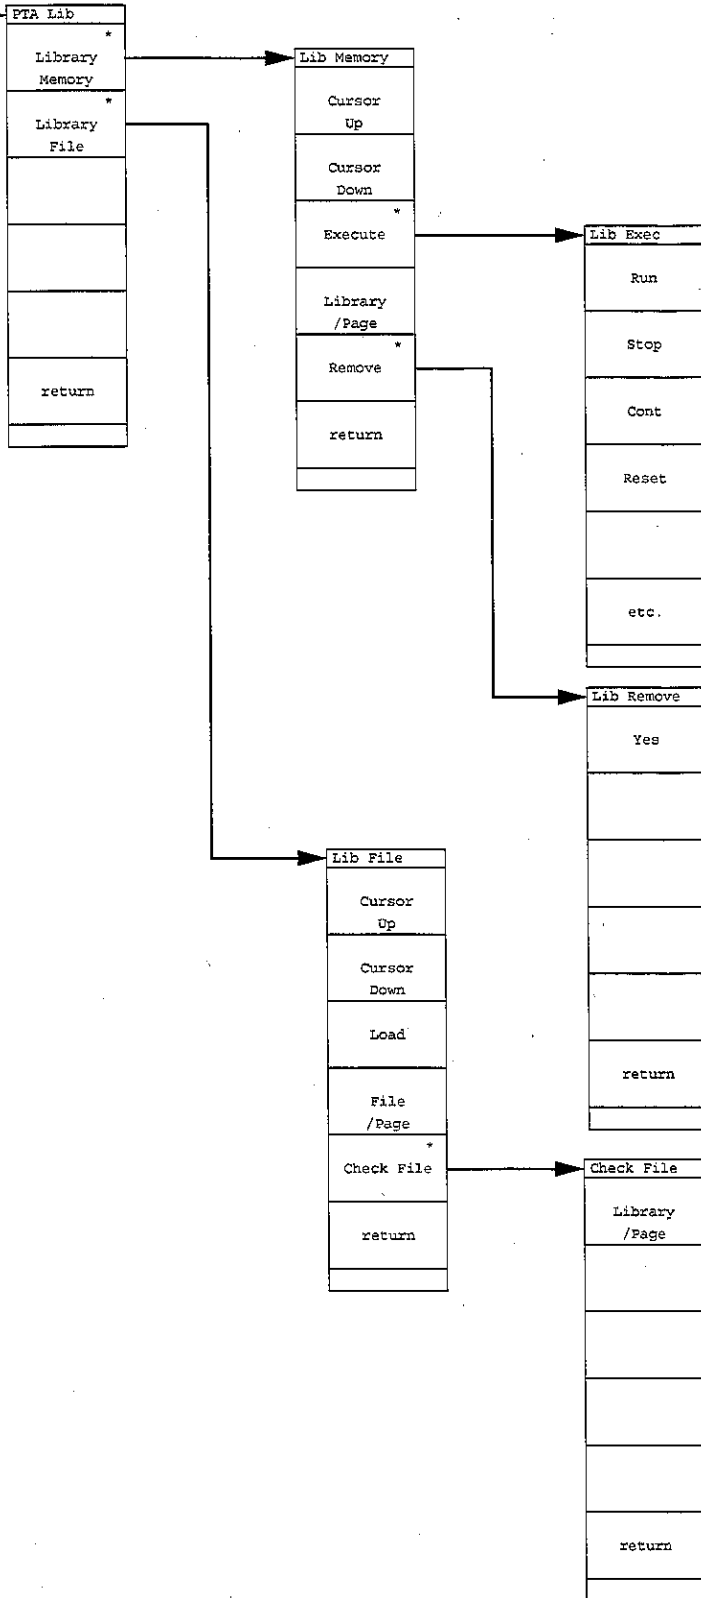 PTA Lib
*
Library
Memory
*
Library
File
return
Lib Memory
Cursor
Up
Cursor
Down
*
Execute
Library
/Page
*
Remove
return
Lib Exec
Run
Stop
Cont
Reset
etc.
Lib Remove
Yes
return
Lib File
Cursor
Up
Cursor
Down
Load
File
/Page
*
Check File
return
Check File
Library
/Page
return